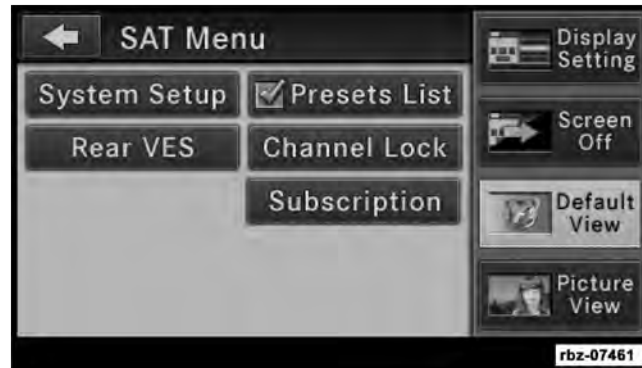 SAT Menu
System Setup
Presets List
Rear VES
Channel Lock
Subscription
Display
Setting
Screen
Off
Default
View
Picture
View
rbz-07461